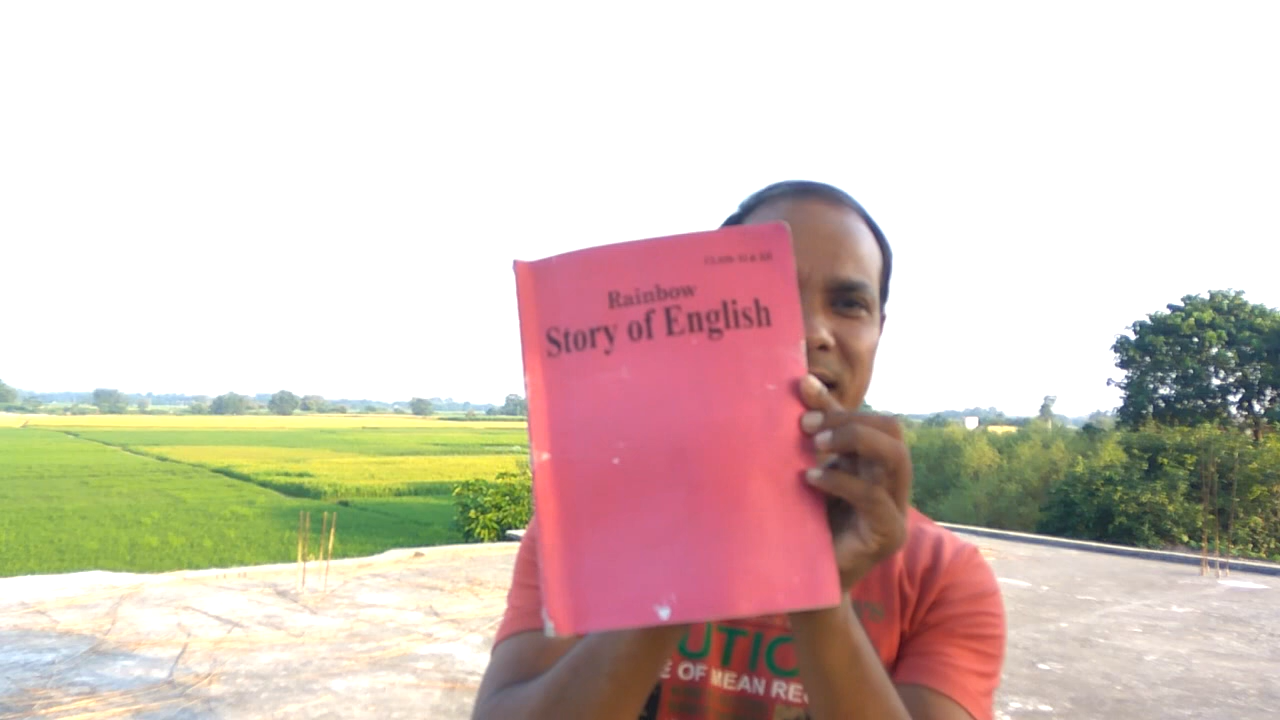 CLASS- XI & XII
Rainbow
Story of English
UTIC
E OF MEAN RE